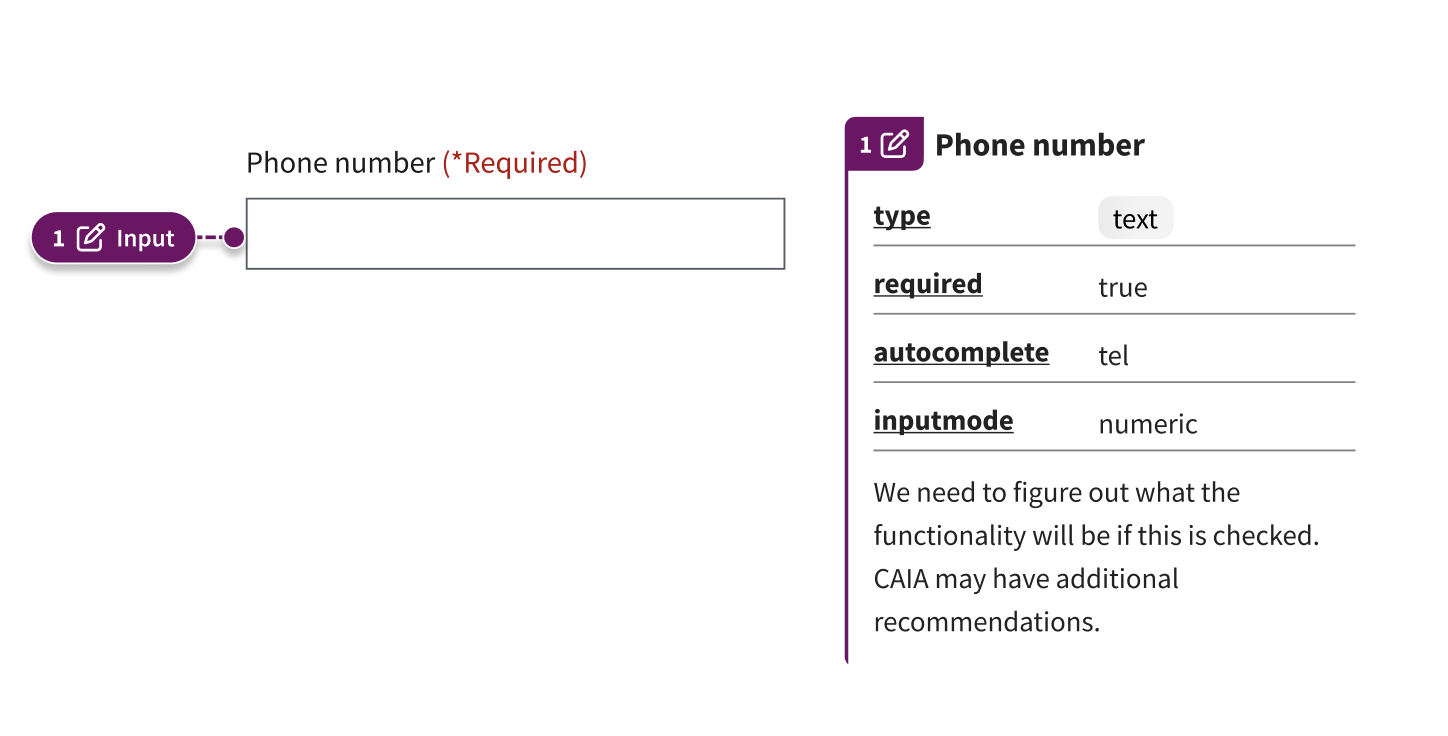 Phone number (*Required)
1 Input
1 Phone number
type text
required true
autocomplete tel
inputmode numeric
We need to figure out what the
functionality will be if this is checked.
CAIA may have additional
recommendations.